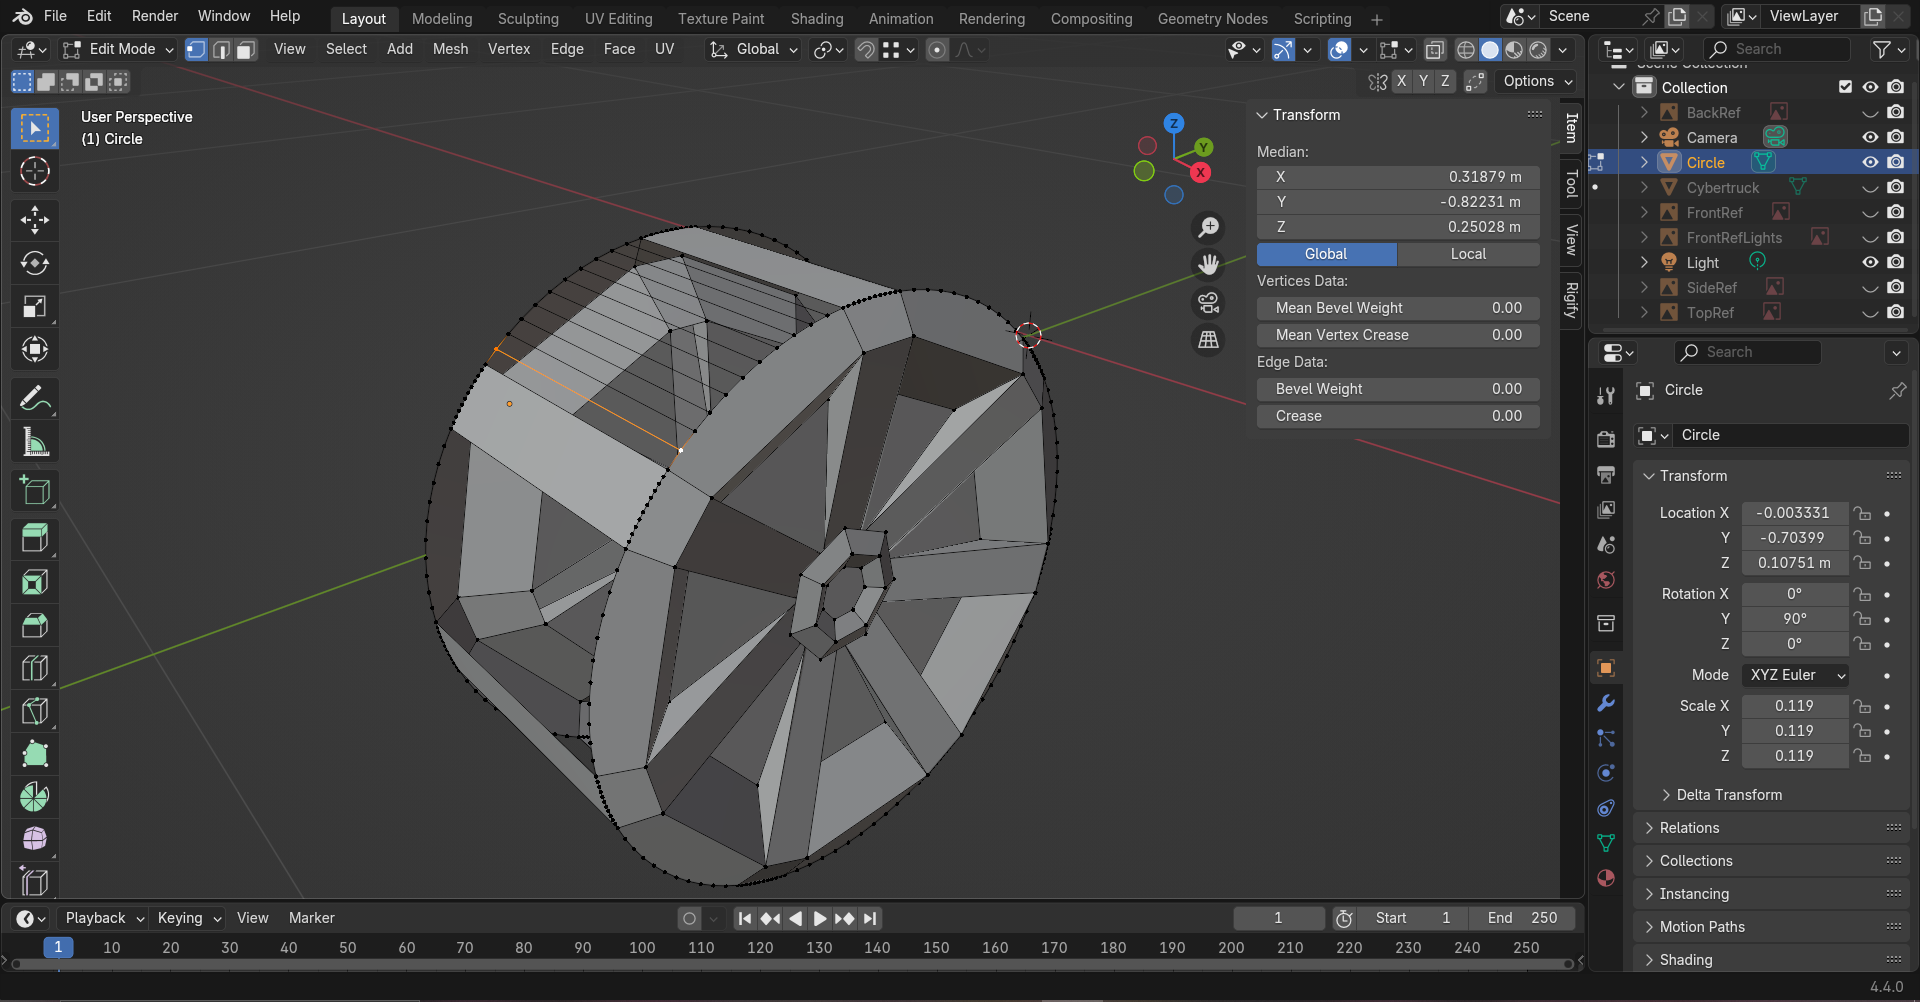 File Edit Render Window Help Layout Modeling Sculpting UV Editing Texture Paint Shading Animation Rendering Compositing Geometry Nodes Scripting + Scene ViewLayer
Edit Mode View Select Add Mesh Vertex Edge Face UV Global Search
X Y Z Options
User Perspective
(1) Circle
Z
Y
X
Transform
Median:
X 0.31879 m
Y -0.82231 m
Z 0.25028 m
Global Local
Vertices Data:
Mean Bevel Weight 0.00
Mean Vertex Crease 0.00
Edge Data:
Bevel Weight 0.00
Crease 0.00
Item
Tool
View
Rigify
Scene Collection
Collection
BackRef
Camera
Circle
Cybertruck
FrontRef
FrontRefLights
Light
SideRef
TopRef
Search
Circle
Circle
Transform
Location X -0.003331
Y -0.70399
Z 0.10751 m
Rotation X 0°
Y 90°
Z 0°
Mode XYZ Euler
Scale X 0.119
Y 0.119
Z 0.119
Delta Transform
Relations
Collections
Instancing
Motion Paths
Shading
Playback Keying View Marker 1 Start 1 End 250
1 10 20 30 40 50 60 70 80 90 100 110 120 130 140 150 160 170 180 190 200 210 220 230 240 250
4.4.0